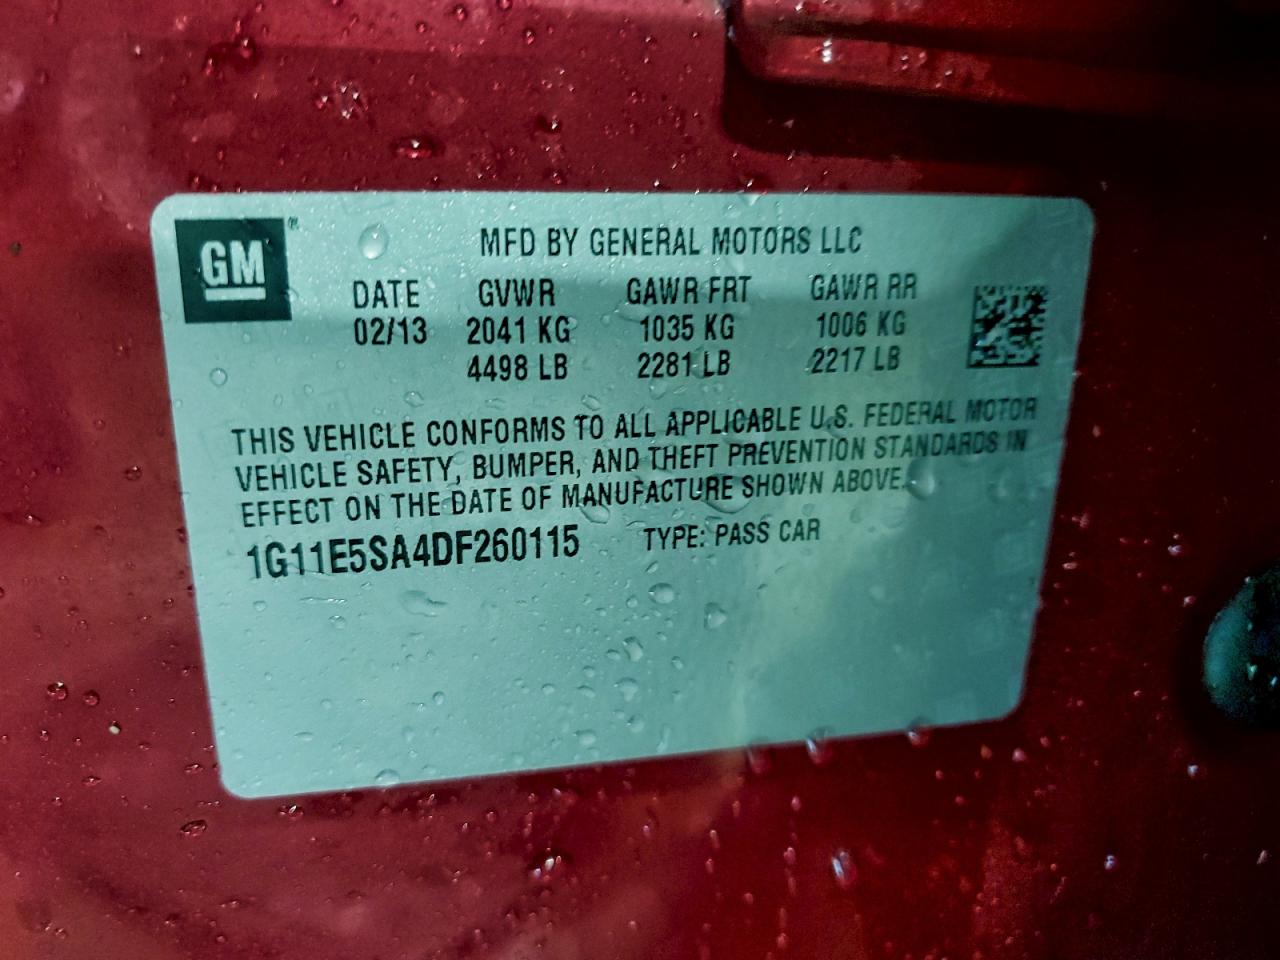 GM®
MFD BY GENERAL MOTORS LLC
DATE GVWR GAWR FRT GAWR RR
02/13 2041 KG 1035 KG 1006 KG
4498 LB 2281 LB 2217 LB
THIS VEHICLE CONFORMS TO ALL APPLICABLE U.S. FEDERAL MOTOR
VEHICLE SAFETY, BUMPER, AND THEFT PREVENTION STANDARDS IN
EFFECT ON THE DATE OF MANUFACTURE SHOWN ABOVE.
1G11E5SA4DF260115 TYPE: PASS CAR